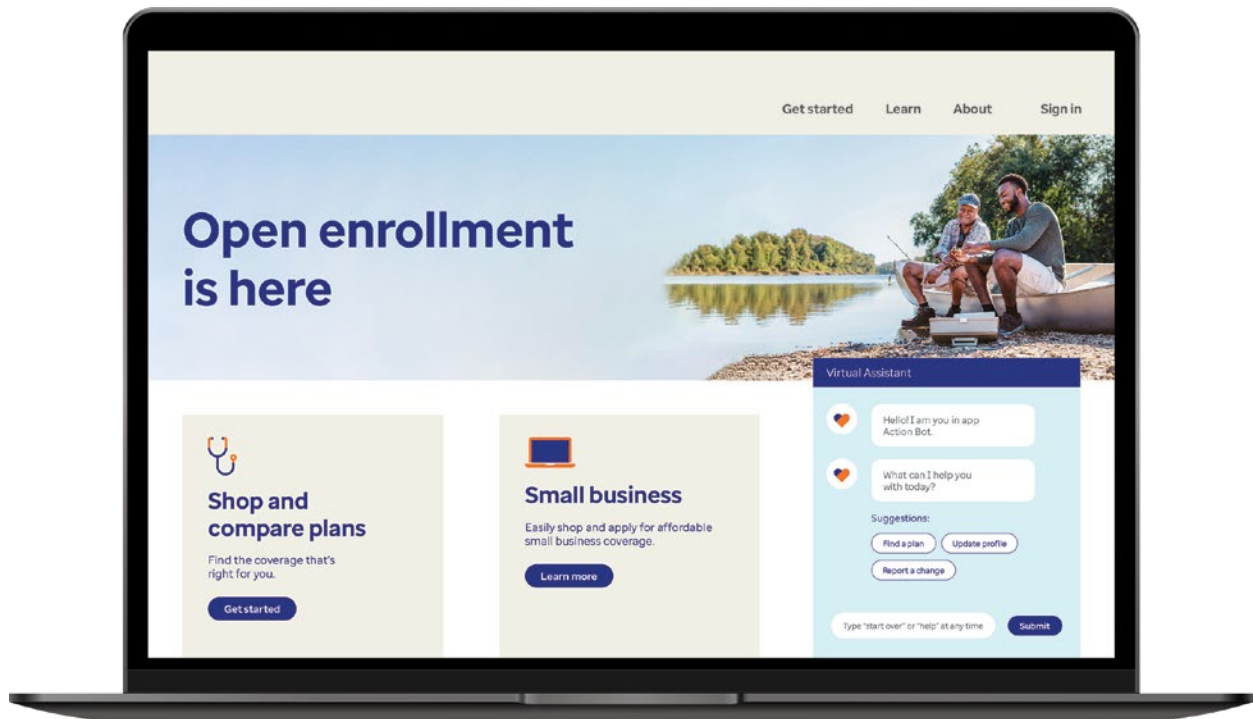 Get started Learn About Sign in
Open enrollment
is here
Shop and
compare plans
Find the coverage that's
right for you.
Get started
Small business
Easily shop and apply for affordable
small business coverage.
Learn more
Virtual Assistant
Hello! I am you in app
Action Bot.
What can I help you
with today?
Suggestions:
Find a plan Update profile
Report a change
Type "start over" or "help" at any time Submit